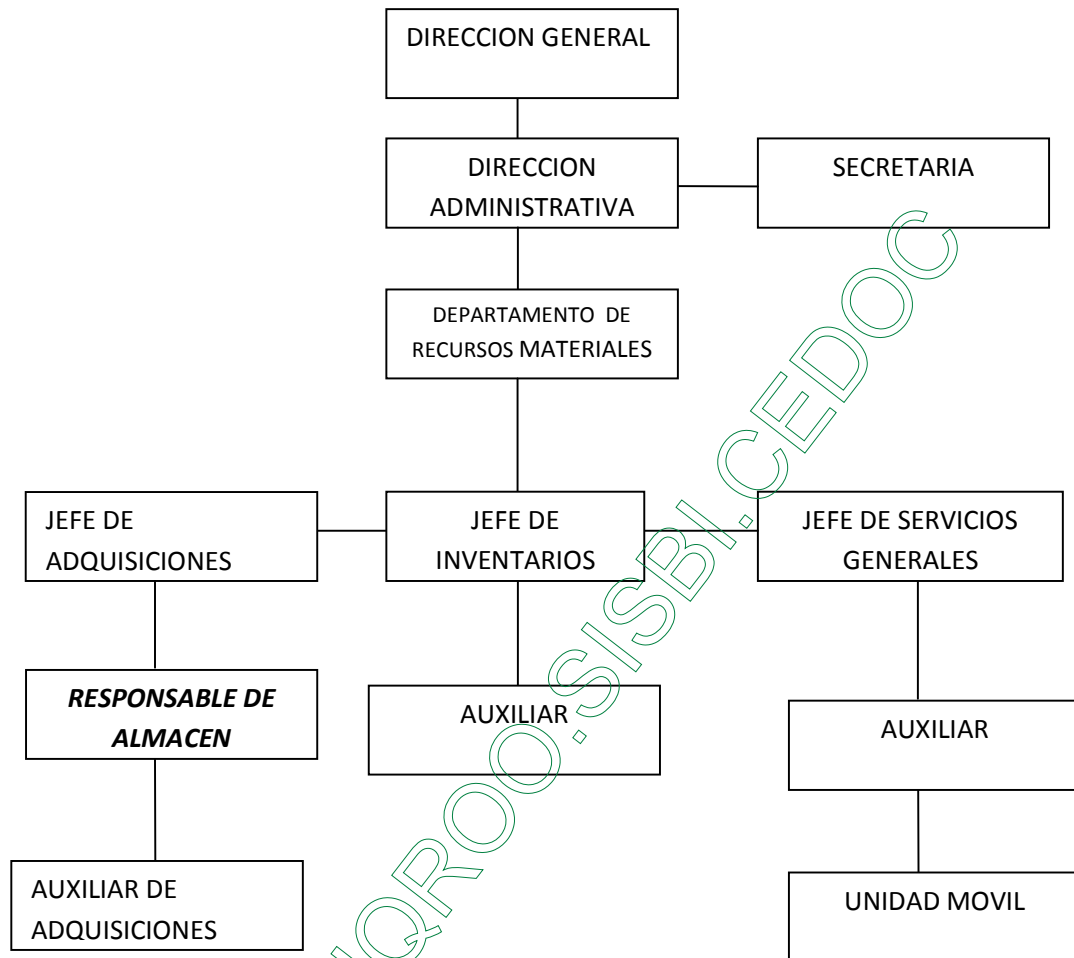 DIRECCION GENERAL
DIRECCION
ADMINISTRATIVA
SECRETARIA
DEPARTAMENTO DE
RECURSOS MATERIALES
JEFE DE
ADQUISICIONES
JEFE DE
INVENTARIOS
JEFE DE SERVICIOS
GENERALES
RESPONSABLE DE
ALMACEN
AUXILIAR
AUXILIAR
AUXILIAR DE
ADQUISICIONES
UNIDAD MOVIL
QROO.SISBI.CEDOC